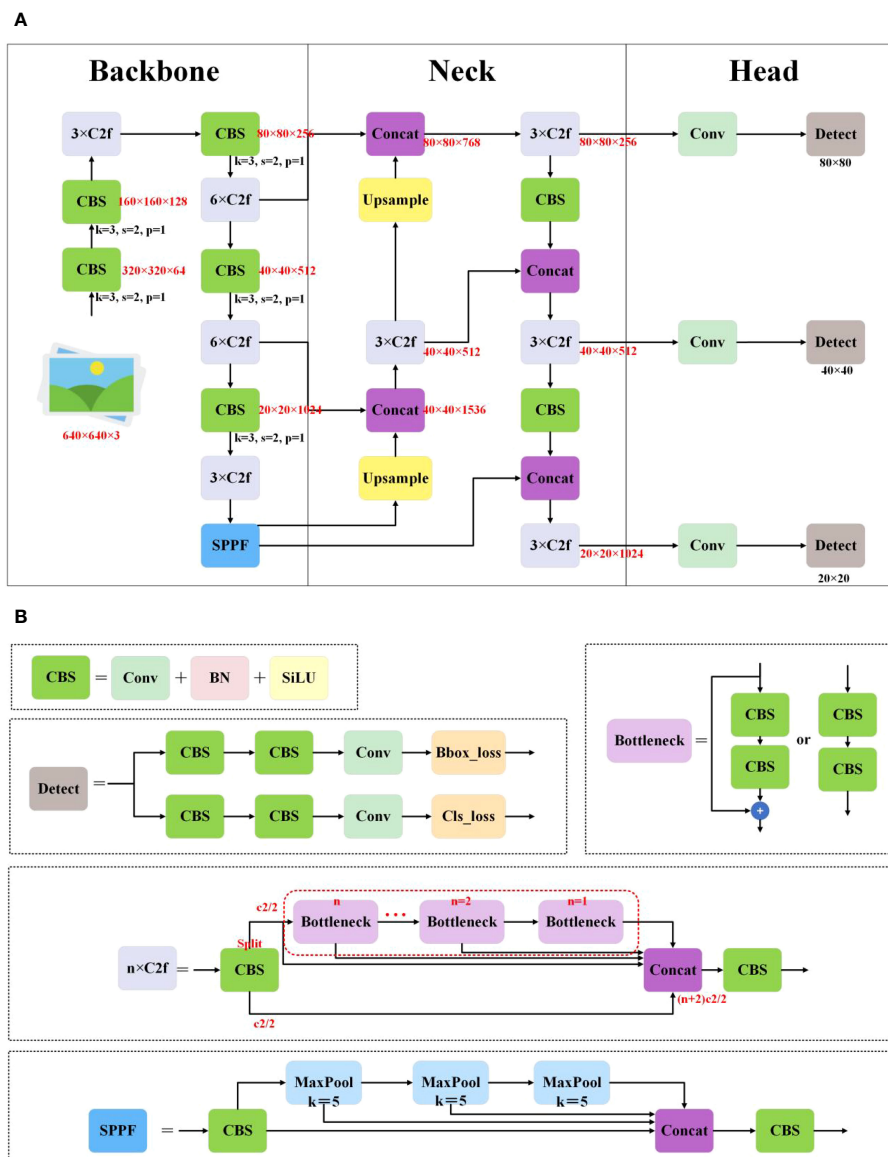 A
Backbone
Neck
Head
3×C2f
CBS
80×80×256
k=3, s=2, p=1
Concat
80×80×768
3×C2f
80×80×256
Conv
Detect
80×80
CBS
160×160×128
k=3, s=2, p=1
6×C2f
Upsample
CBS
CBS
320×320×64
k=3, s=2, p=1
CBS
40×40×512
k=3, s=2, p=1
Concat
6×C2f
3×C2f
40×40×512
3×C2f
40×40×512
Conv
Detect
40×40
640×640×3
CBS
20×20×1024
k=3, s=2, p=1
Concat
40×40×1536
CBS
3×C2f
Upsample
Concat
SPPF
3×C2f
20×20×1024
Conv
Detect
20×20
B
CBS = Conv + BN + SiLU
Detect =
CBS
CBS
Conv
Bbox_loss
CBS
CBS
Conv
Cls_loss
Bottleneck =
CBS
CBS
+
or
CBS
CBS
n×C2f =
Split
CBS
c2/2
c2/2
n
Bottleneck
...
n=2
Bottleneck
n=1
Bottleneck
Concat
(n+2)c2/2
CBS
SPPF =
CBS
MaxPool
k=5
MaxPool
k=5
MaxPool
k=5
Concat
CBS